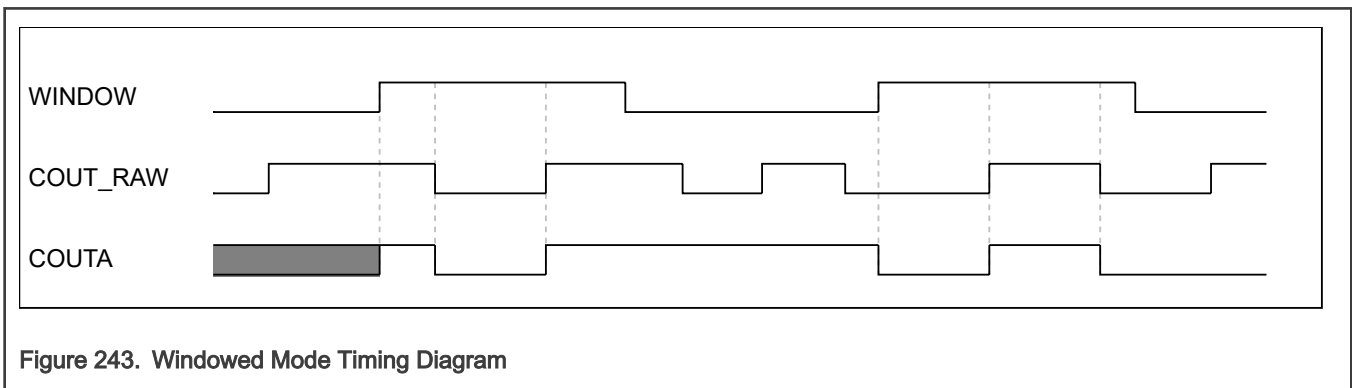 WINDOW
COUT_RAW
COUTA
Figure 243. Windowed Mode Timing Diagram